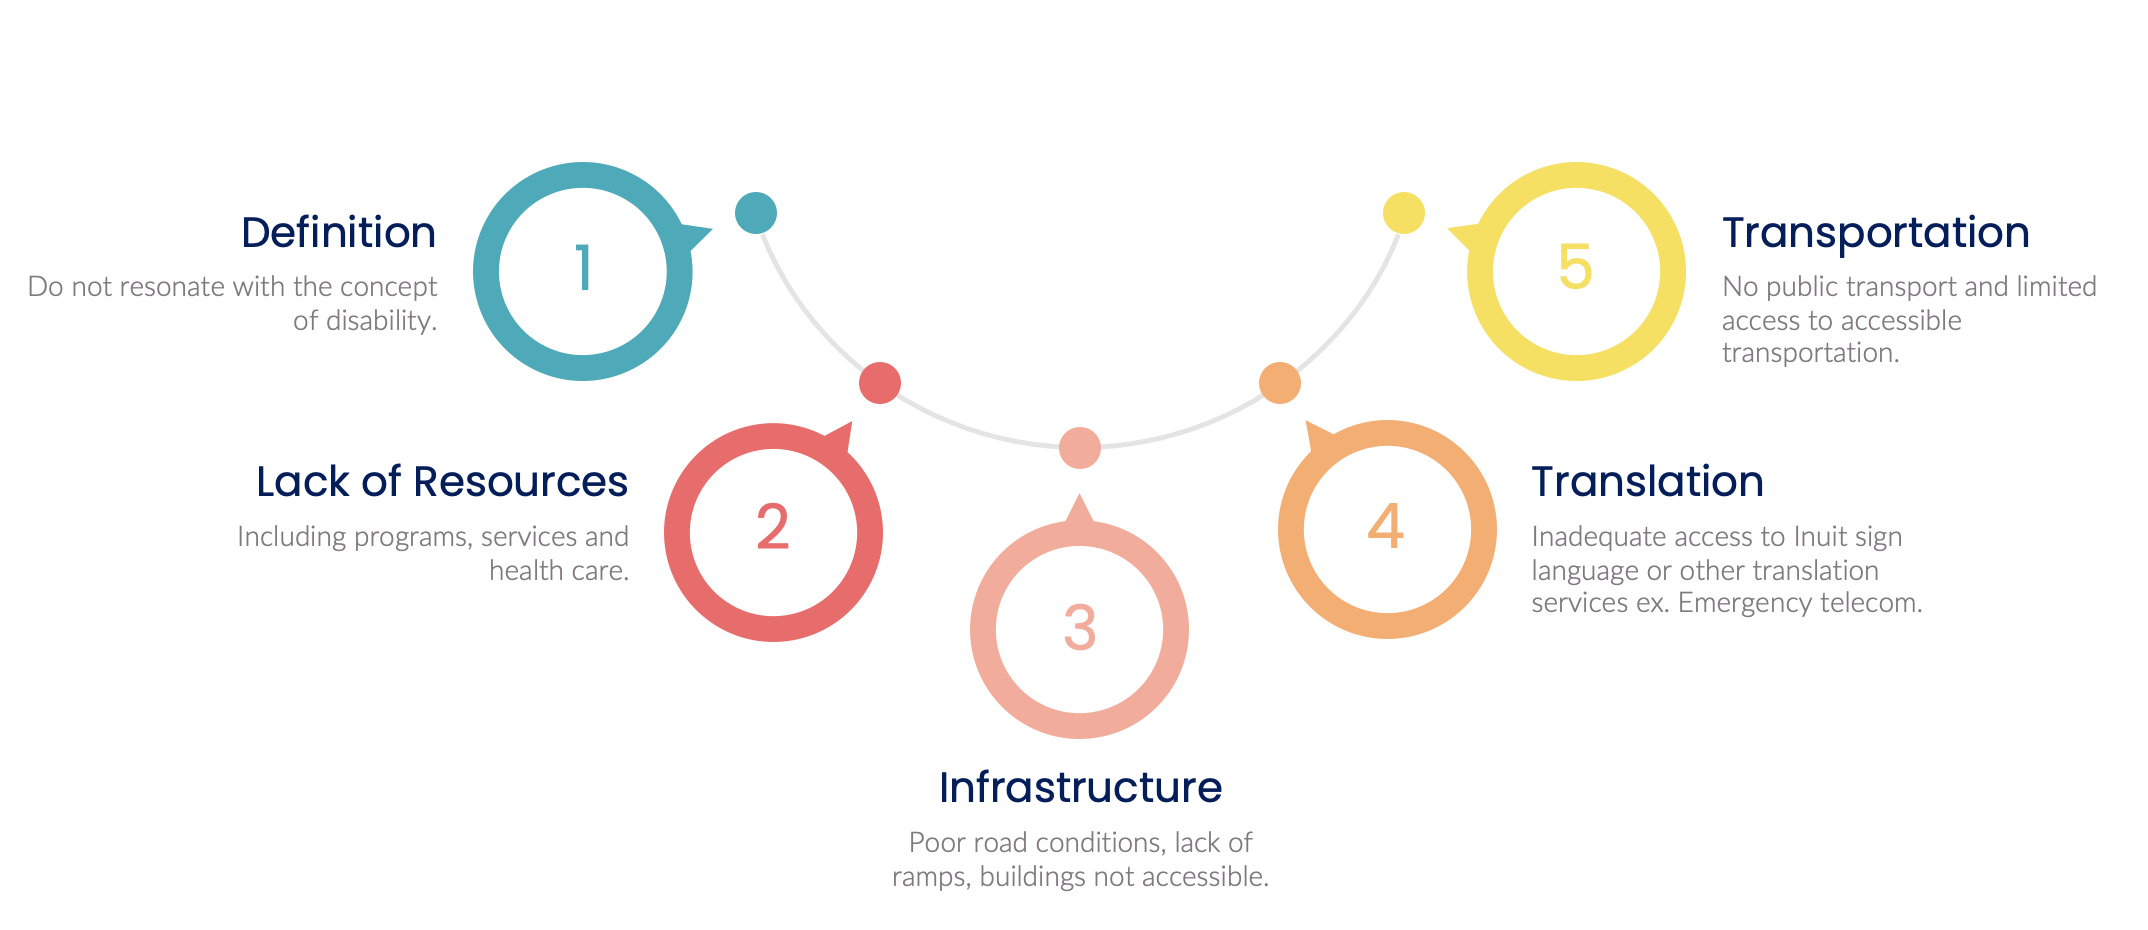 1
Definition
Do not resonate with the concept
of disability.
2
Lack of Resources
Including programs, services and
health care.
3
Infrastructure
Poor road conditions, lack of
ramps, buildings not accessible.
4
Translation
Inadequate access to Inuit sign
language or other translation
services ex. Emergency telecom.
5
Transportation
No public transport and limited
access to accessible
transportation.